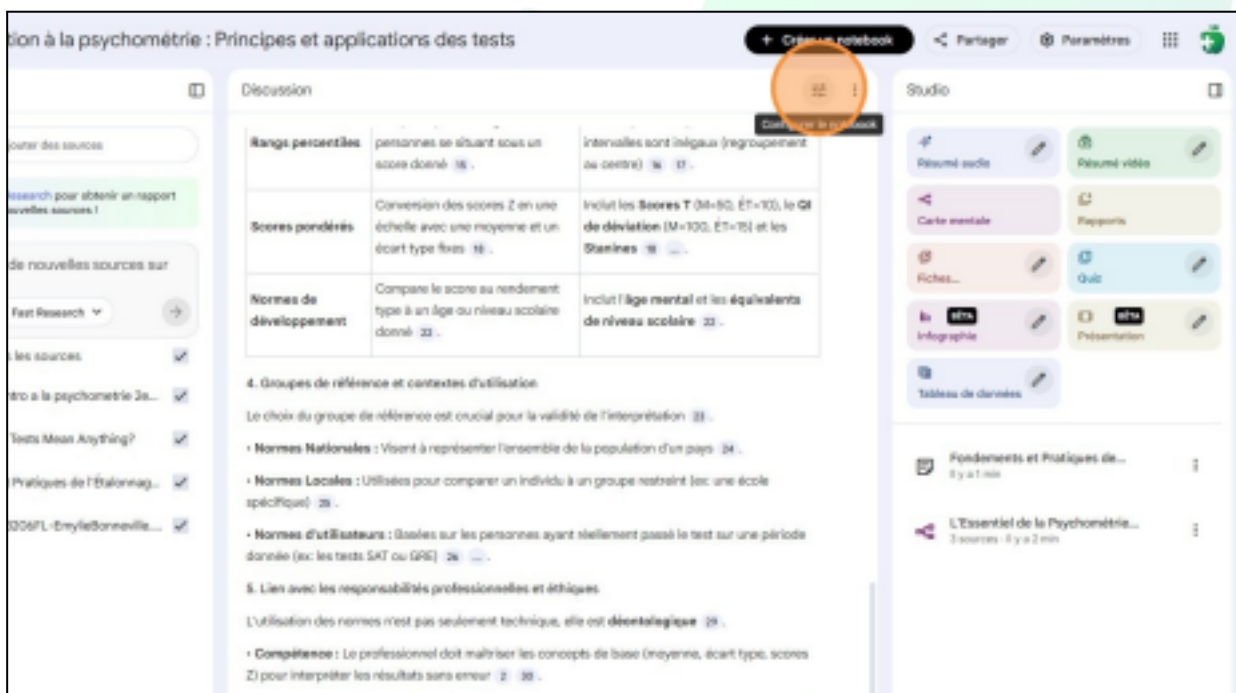 tion à la psychométrie : Principes et applications des tests
+ Créer un notebook
Partager
Paramètres
Discussion
Configurer le notebook
Studio
jouter des sources
Research pour obtenir un rapport
ouvelles sources !
de nouvelles sources sur
Fast Research
s les sources
ntro a la psychometrie 3e...
Tests Mean Anything?
Pratiques de l'Étalonnag...
Rangs percentiles
personnes se situant sous un
score donné 15 .
intervalles sont inégaux (regroupement
au centre) 16 17 .
Scores pondérés
Conversion des scores Z en une
échelle avec une moyenne et un
écart type fixes
Inclut les Scores T (M=50, ÉT=10), le QI
de déviation (M=100, ÉT=15) et les
Stanines
Normes de
développement
Compare le score au rendement
type à un âge ou niveau scolaire
donné 22 .
Inclut l'âge mental et les équivalents
de niveau scolaire 22 .
4. Groupes de référence et contextes d'utilisation
Le choix du groupe de référence est crucial pour la validité de l'interprétation 23 .
• Normes Nationales : Visent à représenter l'ensemble de la population d'un pays 24 .
• Normes Locales : Utilisées pour comparer un individu à un groupe restreint (ex: une école
spécifique) 25 .
• Normes d'utilisateurs : Basées sur les personnes ayant réellement passé le test sur une période
donnée (ex: les tests SAT ou GRE) 26 ... .
5. Lien avec les responsabilités professionnelles et éthiques
L'utilisation des normes n'est pas seulement technique, elle est déontologique 29 .
• Compétence : Le professionnel doit maîtriser les concepts de base (moyenne, écart type, scores
Z) pour interpréter les résultats sans erreur 2 30 .
Résumé audio
Résumé vidéo
Carte mentale
Rapports
Fiches...
Quiz
BÊTA
Infographie
BÊTA
Présentation
Tableau de données
Fondements et Pratiques de...
Il y a 1 min
L'Essentiel de la Psychométrie...
3 sources · Il y a 2 min